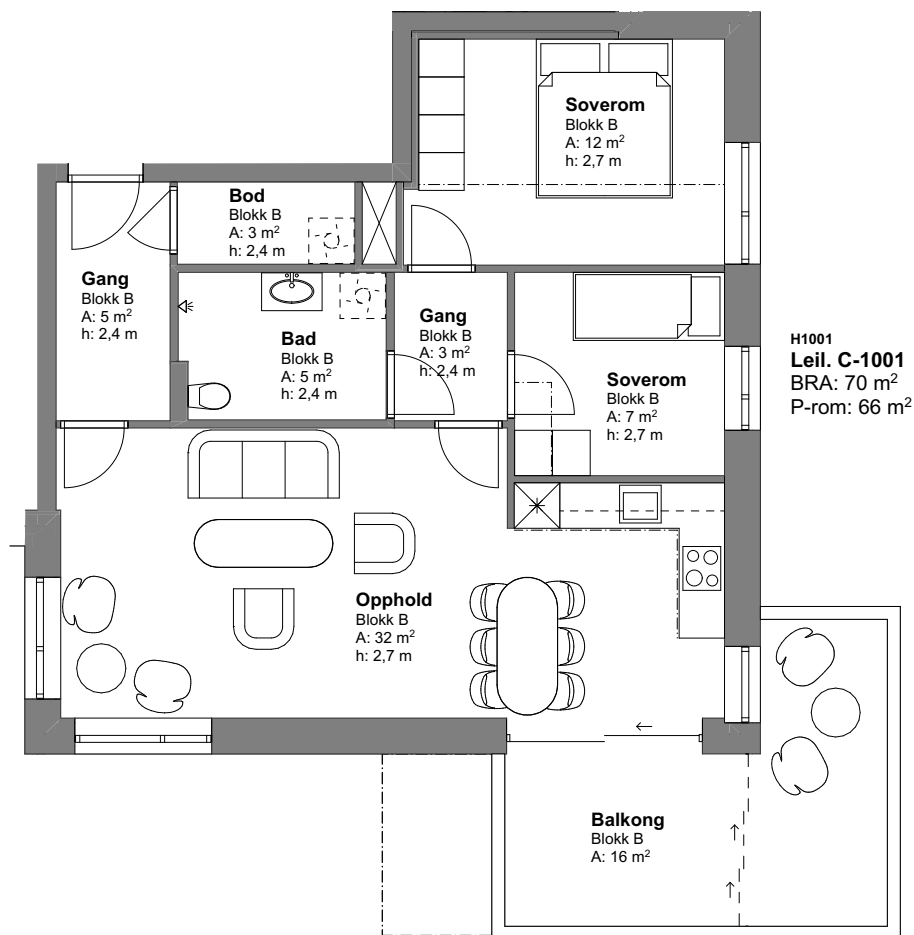 Soverom
Blokk B
A: 12 m²
h: 2,7 m
Bod
Blokk B
A: 3 m²
h: 2,4 m
Gang
Blokk B
A: 5 m²
h: 2,4 m
Bad
Blokk B
A: 5 m²
h: 2,4 m
Gang
Blokk B
A: 3 m²
h: 2,4 m
Soverom
Blokk B
A: 7 m²
h: 2,7 m
H1001
Leil. C-1001
BRA: 70 m²
P-rom: 66 m²
Opphold
Blokk B
A: 32 m²
h: 2,7 m
Balkong
Blokk B
A: 16 m²